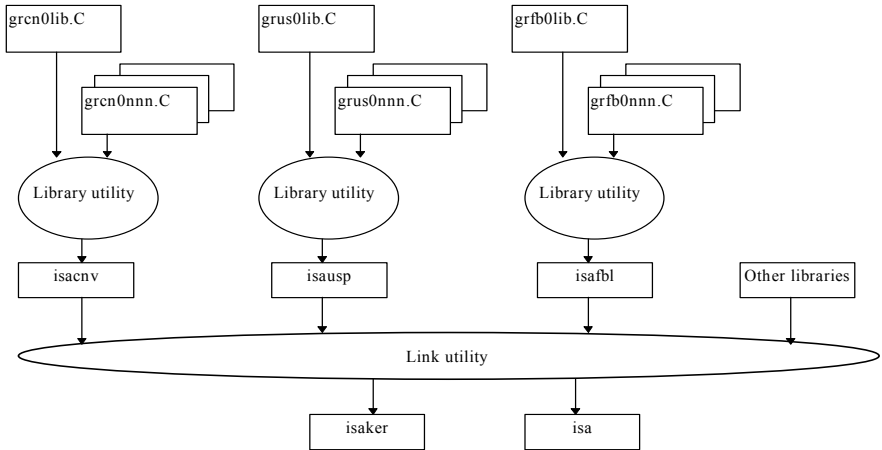 grcn0lib.C
grus0lib.C
grfb0lib.C
grcn0nnn.C
grus0nnn.C
grfb0nnn.C
Library utility
Library utility
Library utility
isacnv
isausp
isafbl
Other libraries
Link utility
isaker
isa